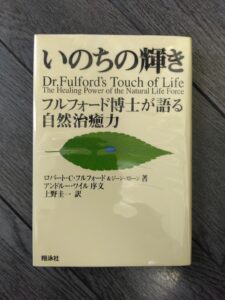 いのちの輝き
Dr.Fulford's Touch of Life
The Healing Power of the Natural Life Force
フルフォード博士が語る
自然治癒力
ロバート・C・フルフォード&ジーン・ストーン 著
アンドルー・ワイル 序文
上野圭一 訳
翔泳社